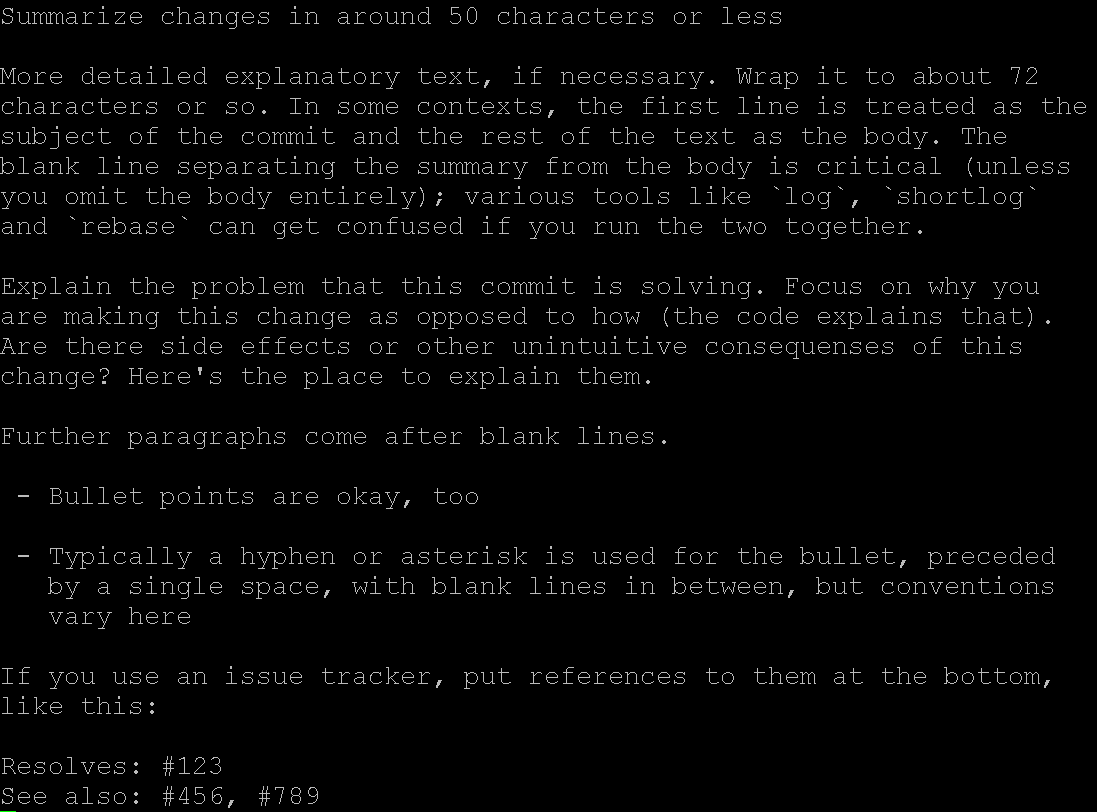 Summarize changes in around 50 characters or less
More detailed explanatory text, if necessary. Wrap it to about 72
characters or so. In some contexts, the first line is treated as the
subject of the commit and the rest of the text as the body. The
blank line separating the summary from the body is critical (unless
you omit the body entirely); various tools like `log`, `shortlog`
and `rebase` can get confused if you run the two together.
Explain the problem that this commit is solving. Focus on why you
are making this change as opposed to how (the code explains that).
Are there side effects or other unintuitive consequenses of this
change? Here's the place to explain them.
Further paragraphs come after blank lines.
- Bullet points are okay, too
- Typically a hyphen or asterisk is used for the bullet, preceded
by a single space, with blank lines in between, but conventions
vary here
If you use an issue tracker, put references to them at the bottom,
like this:
Resolves: #123
See also: #456, #789